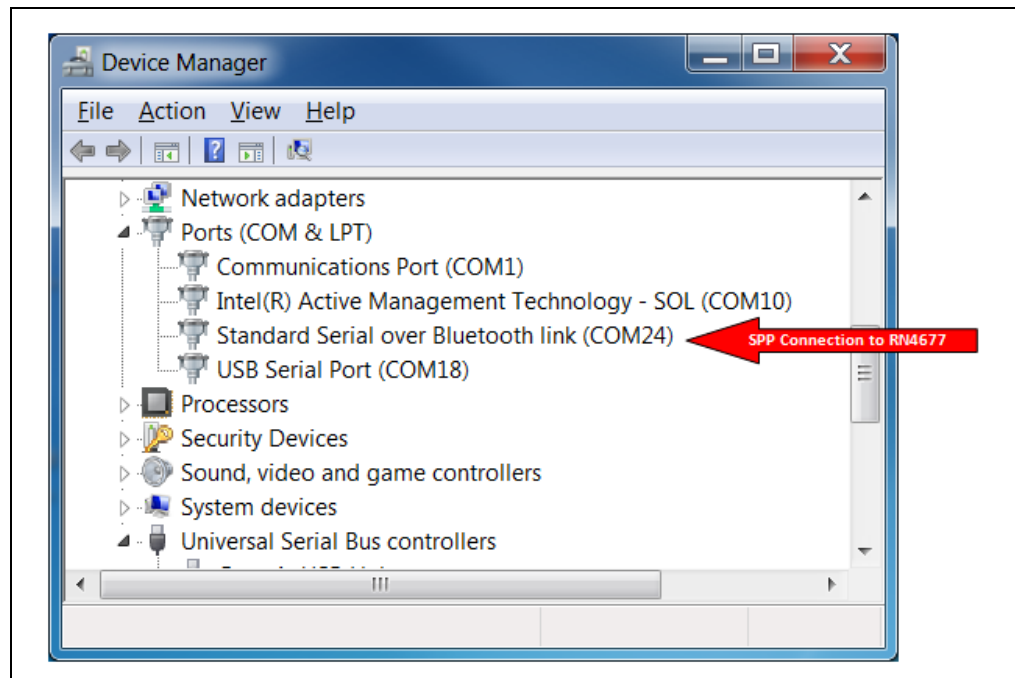 Device Manager
X
File Action View Help
?
Network adapters
Ports (COM & LPT)
Communications Port (COM1)
Intel(R) Active Management Technology - SOL (COM10)
Standard Serial over Bluetooth link (COM24)
SPP Connection to RN4677
USB Serial Port (COM18)
Processors
Security Devices
Sound, video and game controllers
System devices
Universal Serial Bus controllers